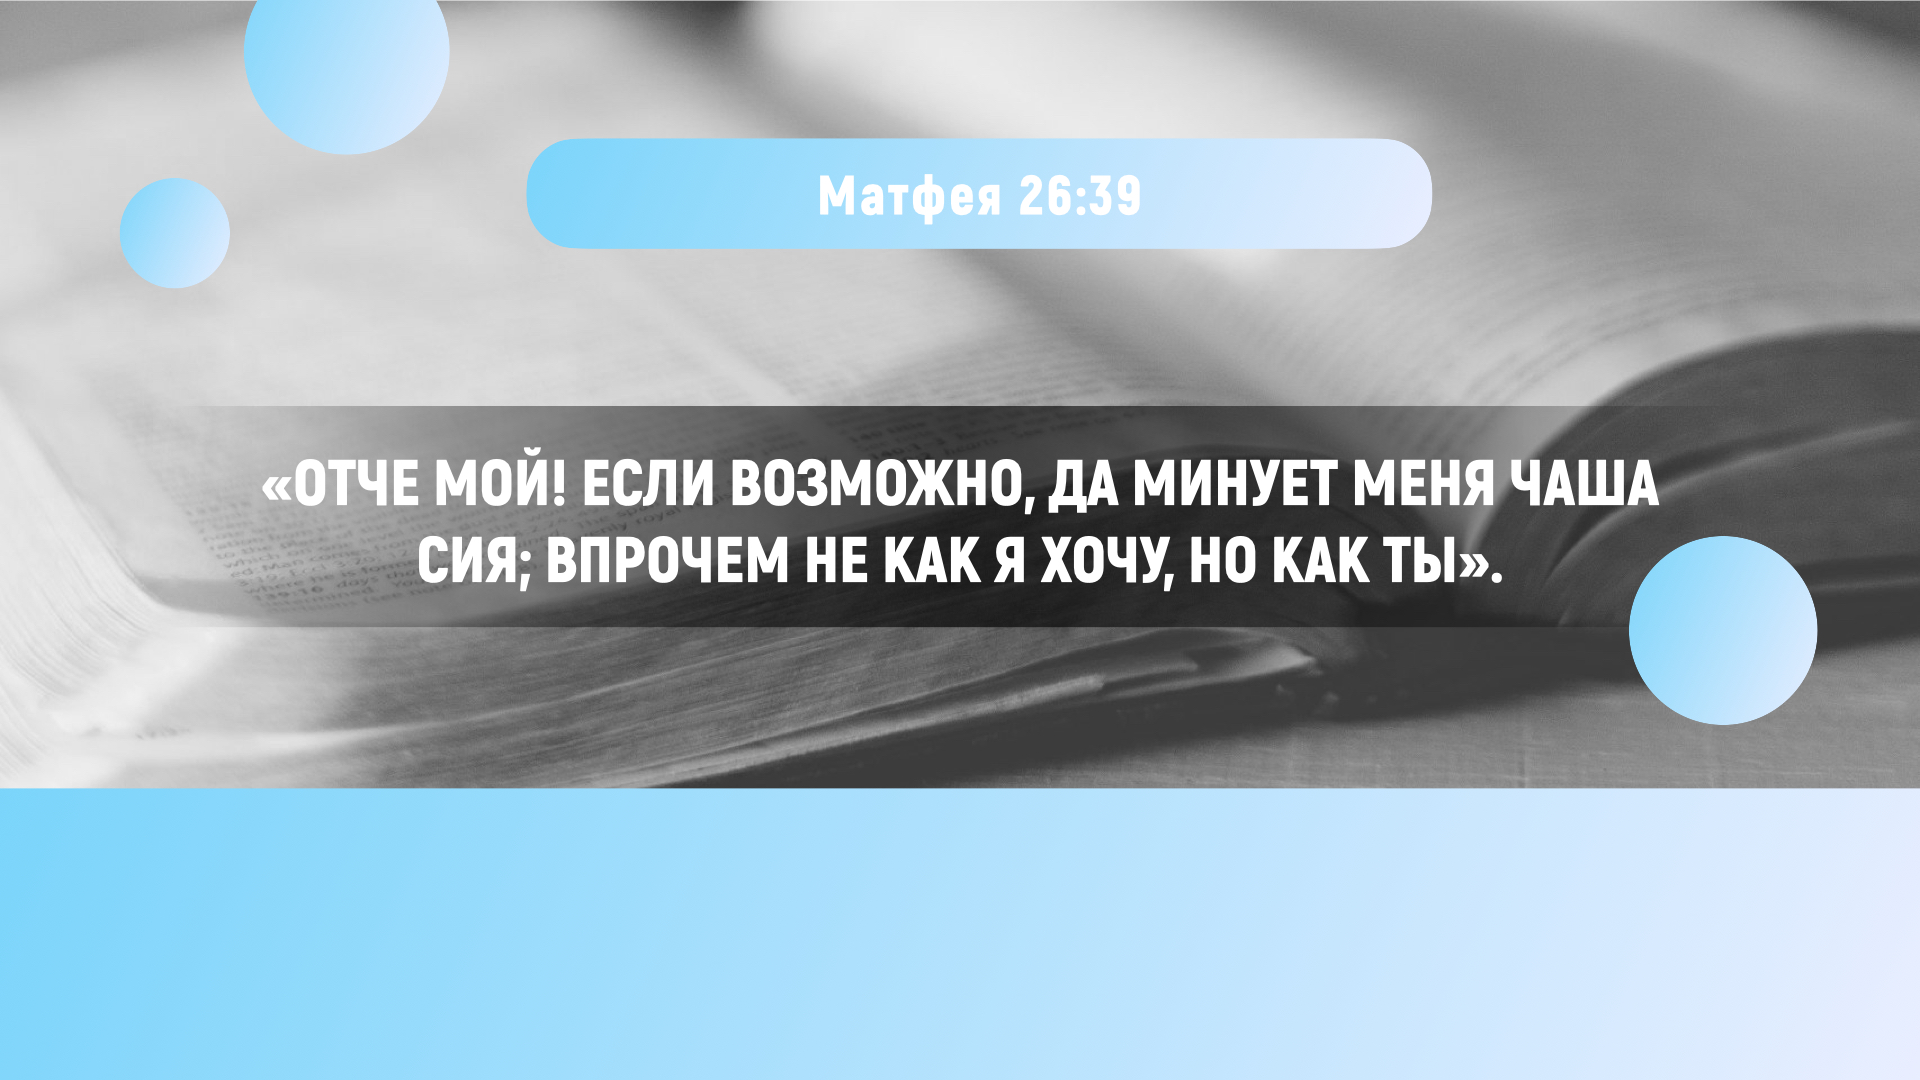 Матфея 26:39
«ОТЧЕ МОЙ! ЕСЛИ ВОЗМОЖНО, ДА МИНУЕТ МЕНЯ ЧАША
СИЯ; ВПРОЧЕМ НЕ КАК Я ХОЧУ, НО КАК ТЫ».